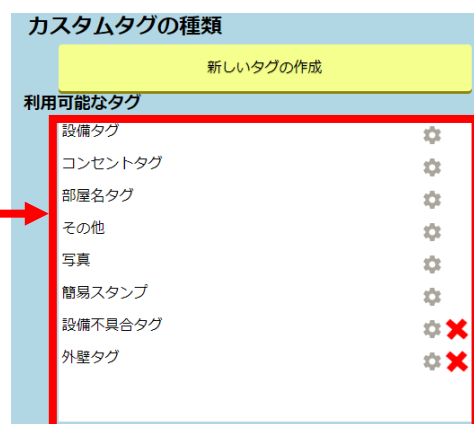 カスタムタグの種類
新しいタグの作成
利用可能なタグ
設備タグ
コンセントタグ
部屋名タグ
その他
写真
簡易スタンプ
設備不具合タグ
外壁タグ